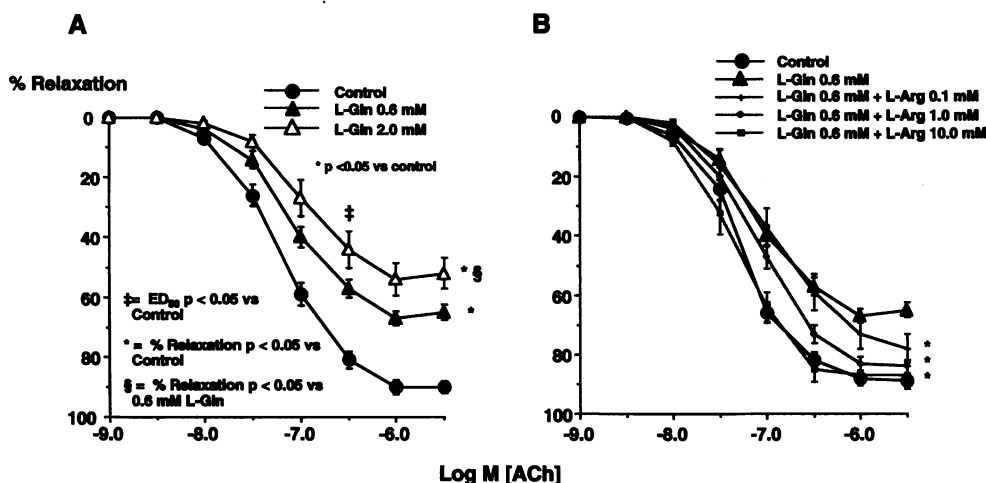 A
% Relaxation
Control
L-Gln 0.6 mM
L-Gln 2.0 mM
* p <0.05 vs control
0
20
40
60
80
100
‡
* §
*
‡= ED50 p < 0.05 vs
Control
* = % Relaxation p < 0.05 vs
Control
§ = % Relaxation p < 0.05 vs
0.6 mM L-Gln
-9.0
-8.0
-7.0
-6.0
B
Control
L-Gln 0.6 mM
L-Gln 0.6 mM + L-Arg 0.1 mM
L-Gln 0.6 mM + L-Arg 1.0 mM
L-Gln 0.6 mM + L-Arg 10.0 mM
0
20
40
60
80
100
*
*
*
-9.0
-8.0
-7.0
-6.0
Log M [ACh]